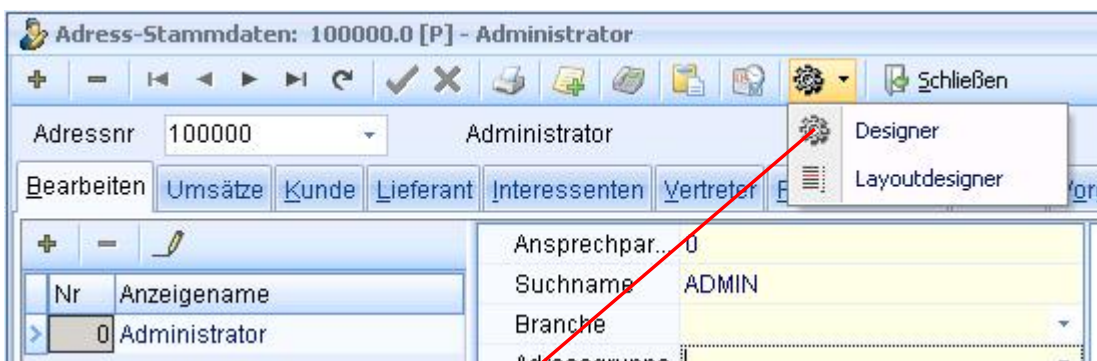 Adress-Stammdaten: 100000.0 [P] - Administrator
Schließen
Adressnr 100000 Administrator
Designer
Layoutdesigner
Bearbeiten Umsätze Kunde Lieferant Interessenten Vertreter
Ansprechpar... 0
Suchname ADMIN
Nr Anzeigename
Branche
0 Administrator